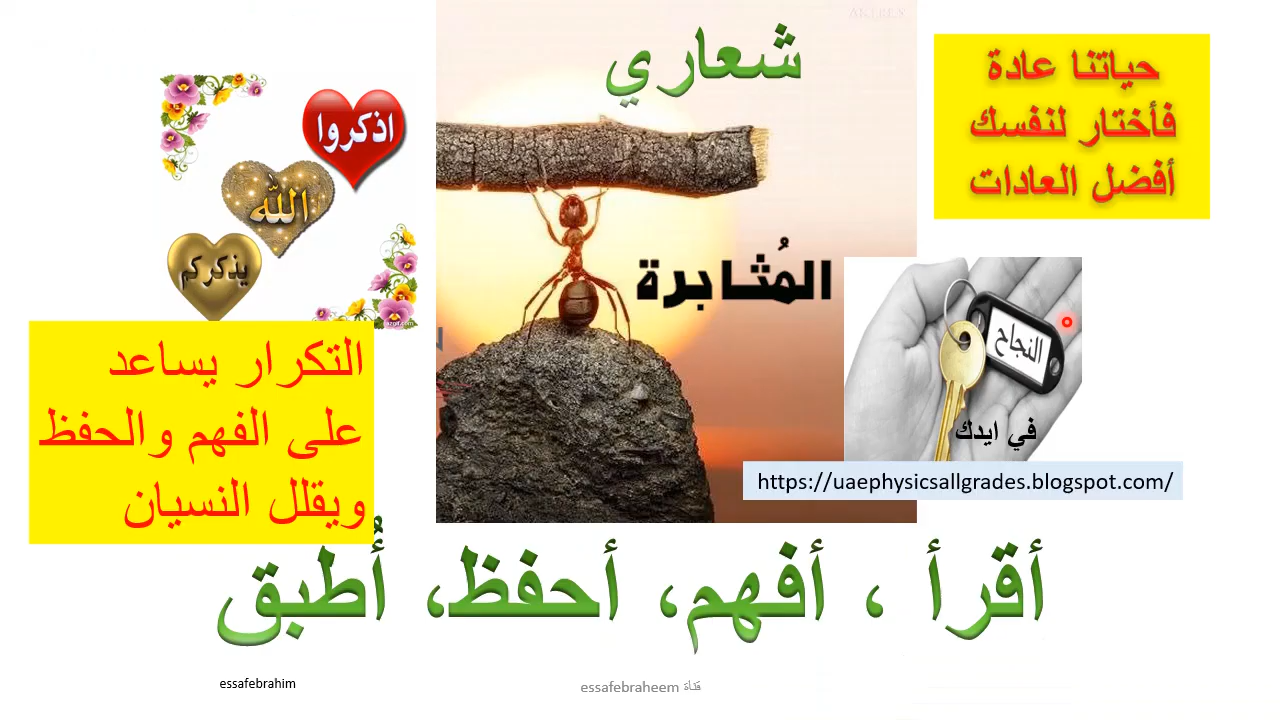 شعاري
حياتنا عادة
فأختار لنفسك
أفضل العادات
اذكروا
الله
يذكركم
المُثابرة
النجاح
في ايدك
التكرار يساعد
على الفهم والحفظ
ويقلل النسيان
https://uaephysicsallgrades.blogspot.com/
أقرأ ، أفهم، أحفظ، أُطبق
essafebrahim
قناة essafebraheem